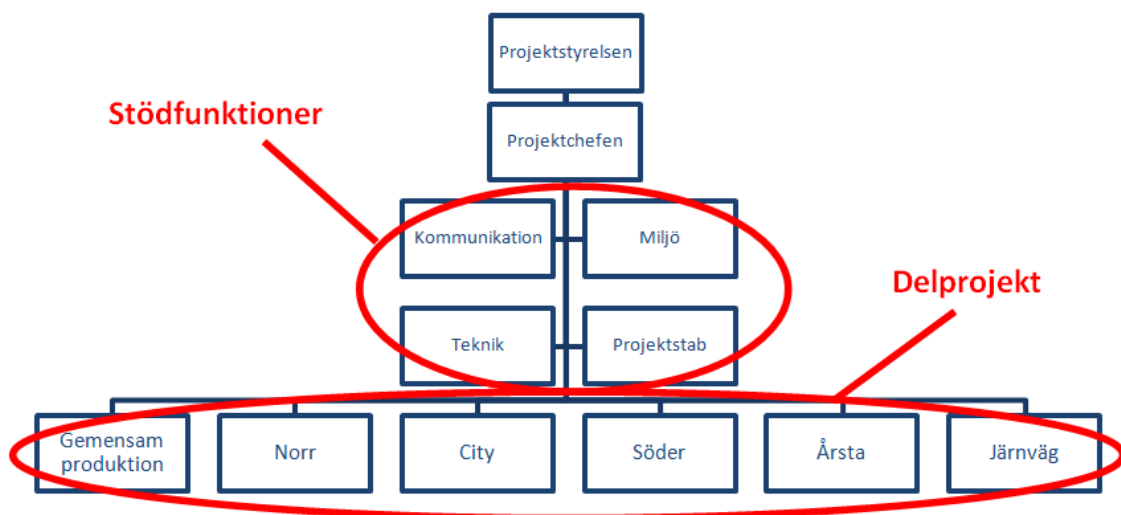 Projektstyrelsen
Stödfunktioner
Projektchefen
Kommunikation
Miljö
Delprojekt
Teknik
Projektstab
Gemensam
produktion
Norr
City
Söder
Årsta
Järnväg